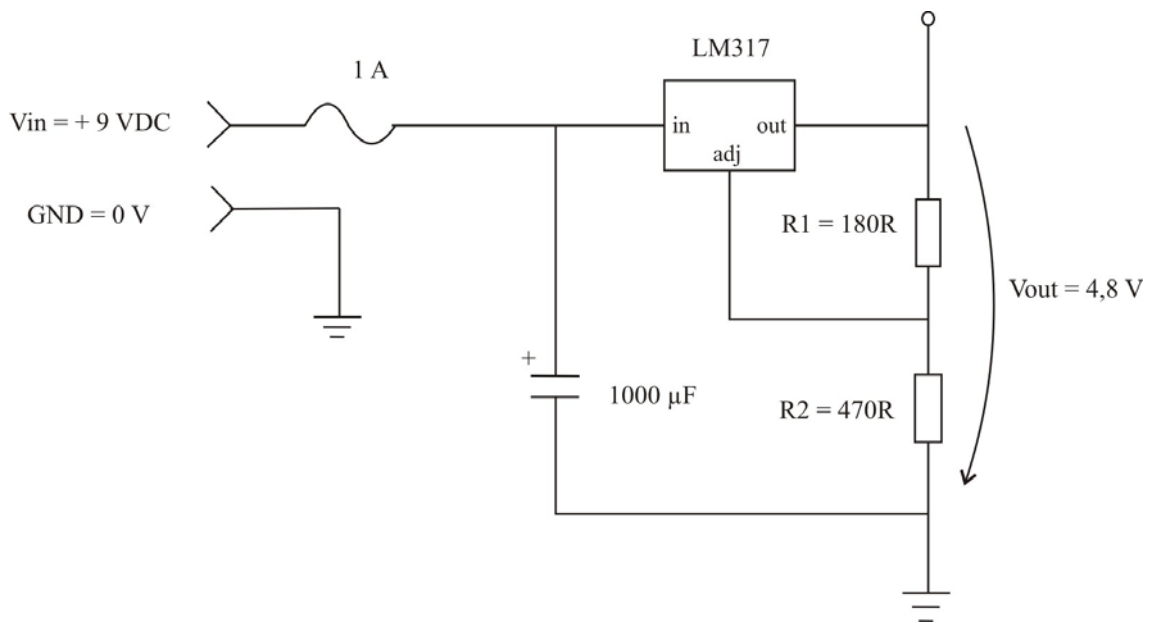 LM317
1 A
Vin = + 9 VDC
in
out
adj
GND = 0 V
R1 = 180R
Vout = 4,8 V
+
1000 µF
R2 = 470R